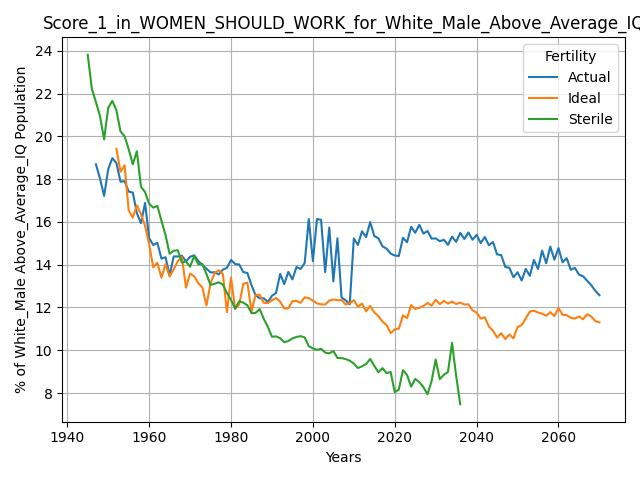 Score_1_in_WOMEN_SHOULD_WORK_for_White_Male_Above_Average_IQ
% of White_Male Above_Average_IQ Population
24
22
20
18
16
14
12
10
8
Fertility
Actual
Ideal
Sterile
1940 1960 1980 2000 2020 2040 2060
Years